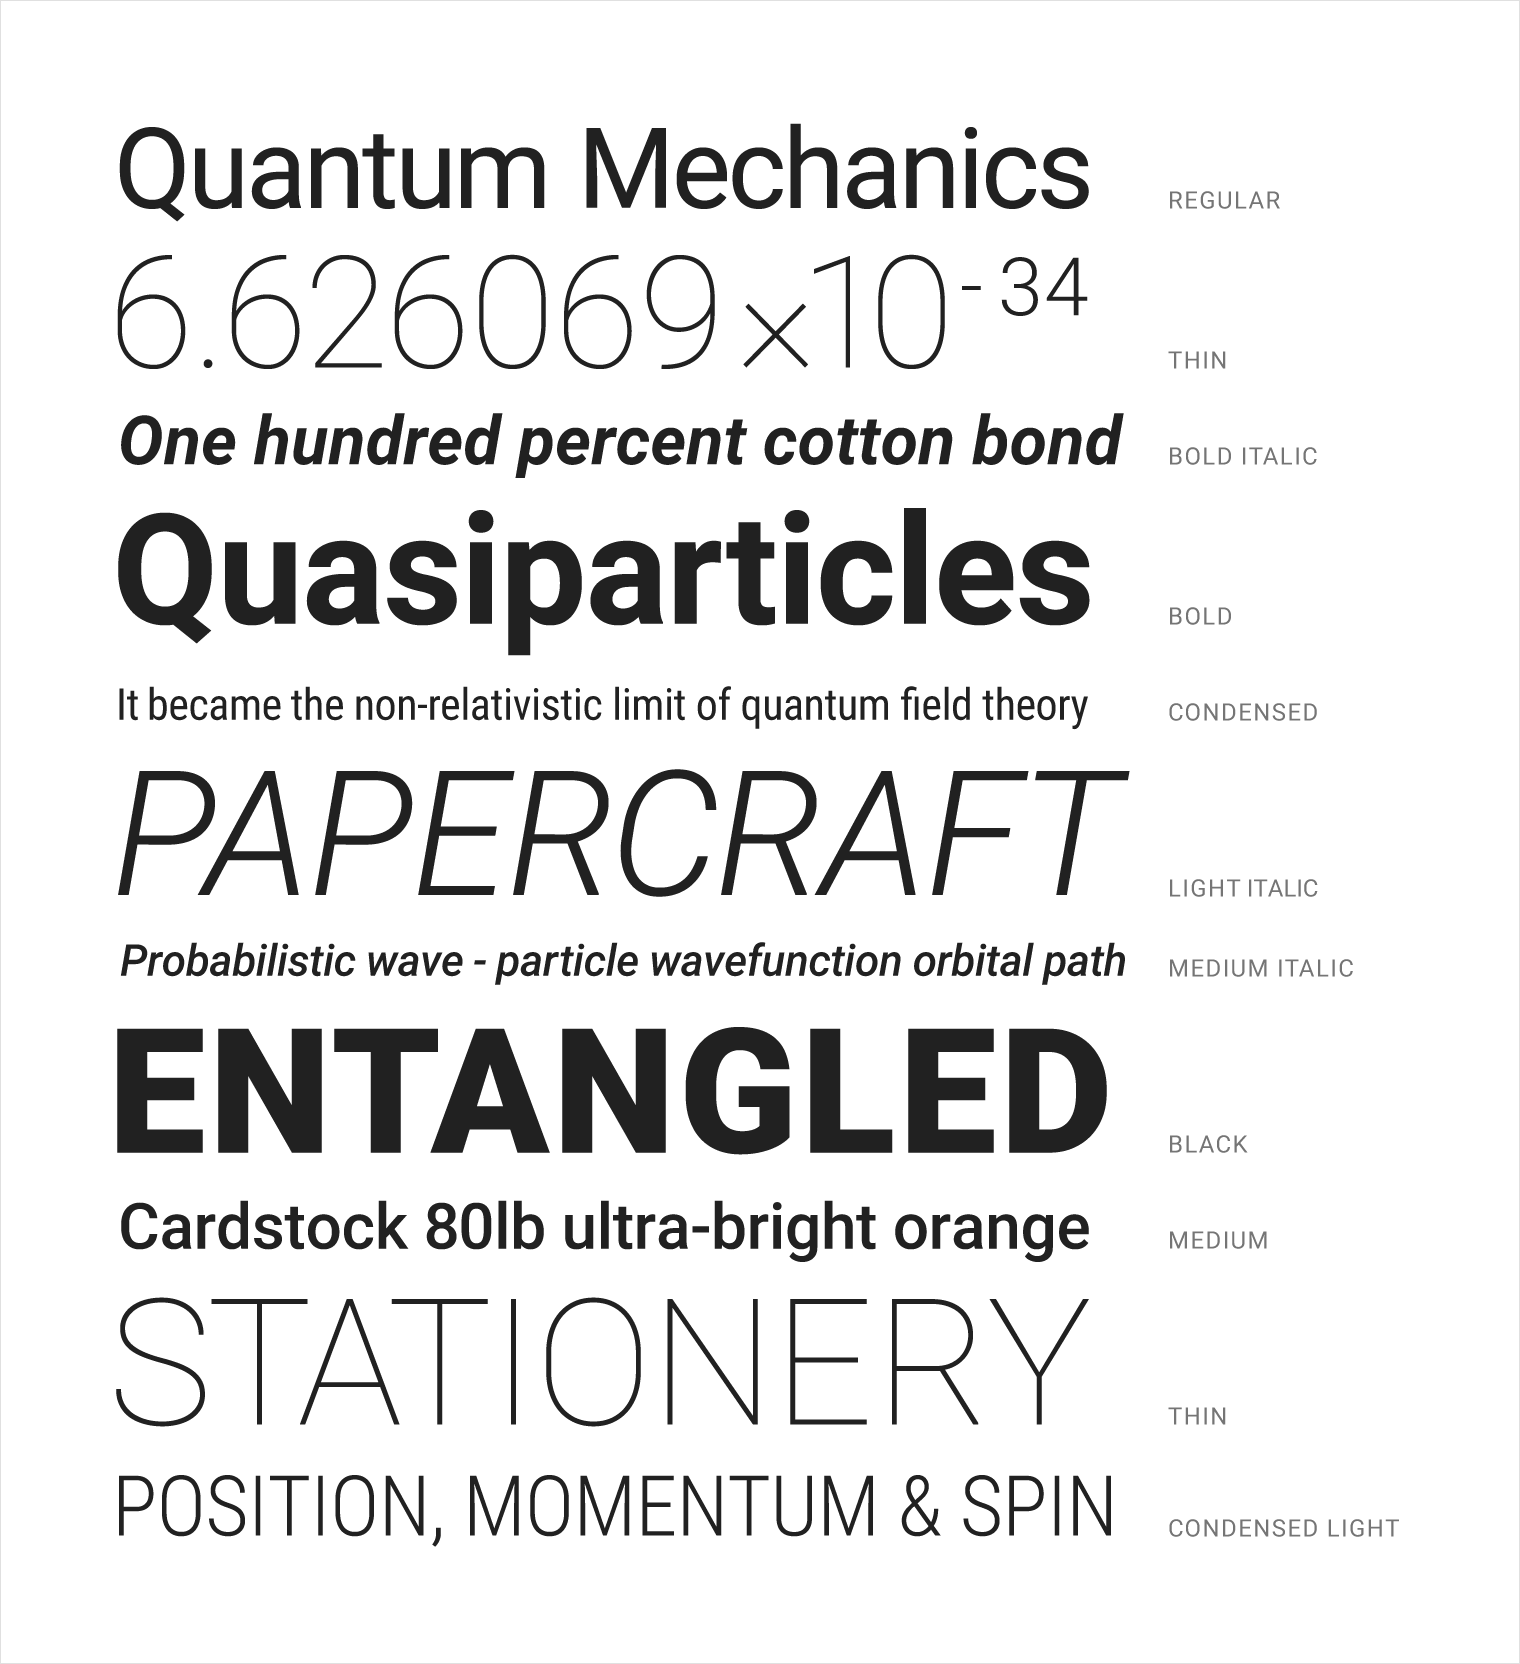 Quantum Mechanics REGULAR
6.626069×10⁻³⁴ THIN
One hundred percent cotton bond BOLD ITALIC
Quasiparticles BOLD
It became the non-relativistic limit of quantum field theory CONDENSED
PAPERCRAFT LIGHT ITALIC
Probabilistic wave - particle wavefunction orbital path MEDIUM ITALIC
ENTANGLED BLACK
Cardstock 80lb ultra-bright orange MEDIUM
STATIONERY THIN
POSITION, MOMENTUM & SPIN CONDENSED LIGHT